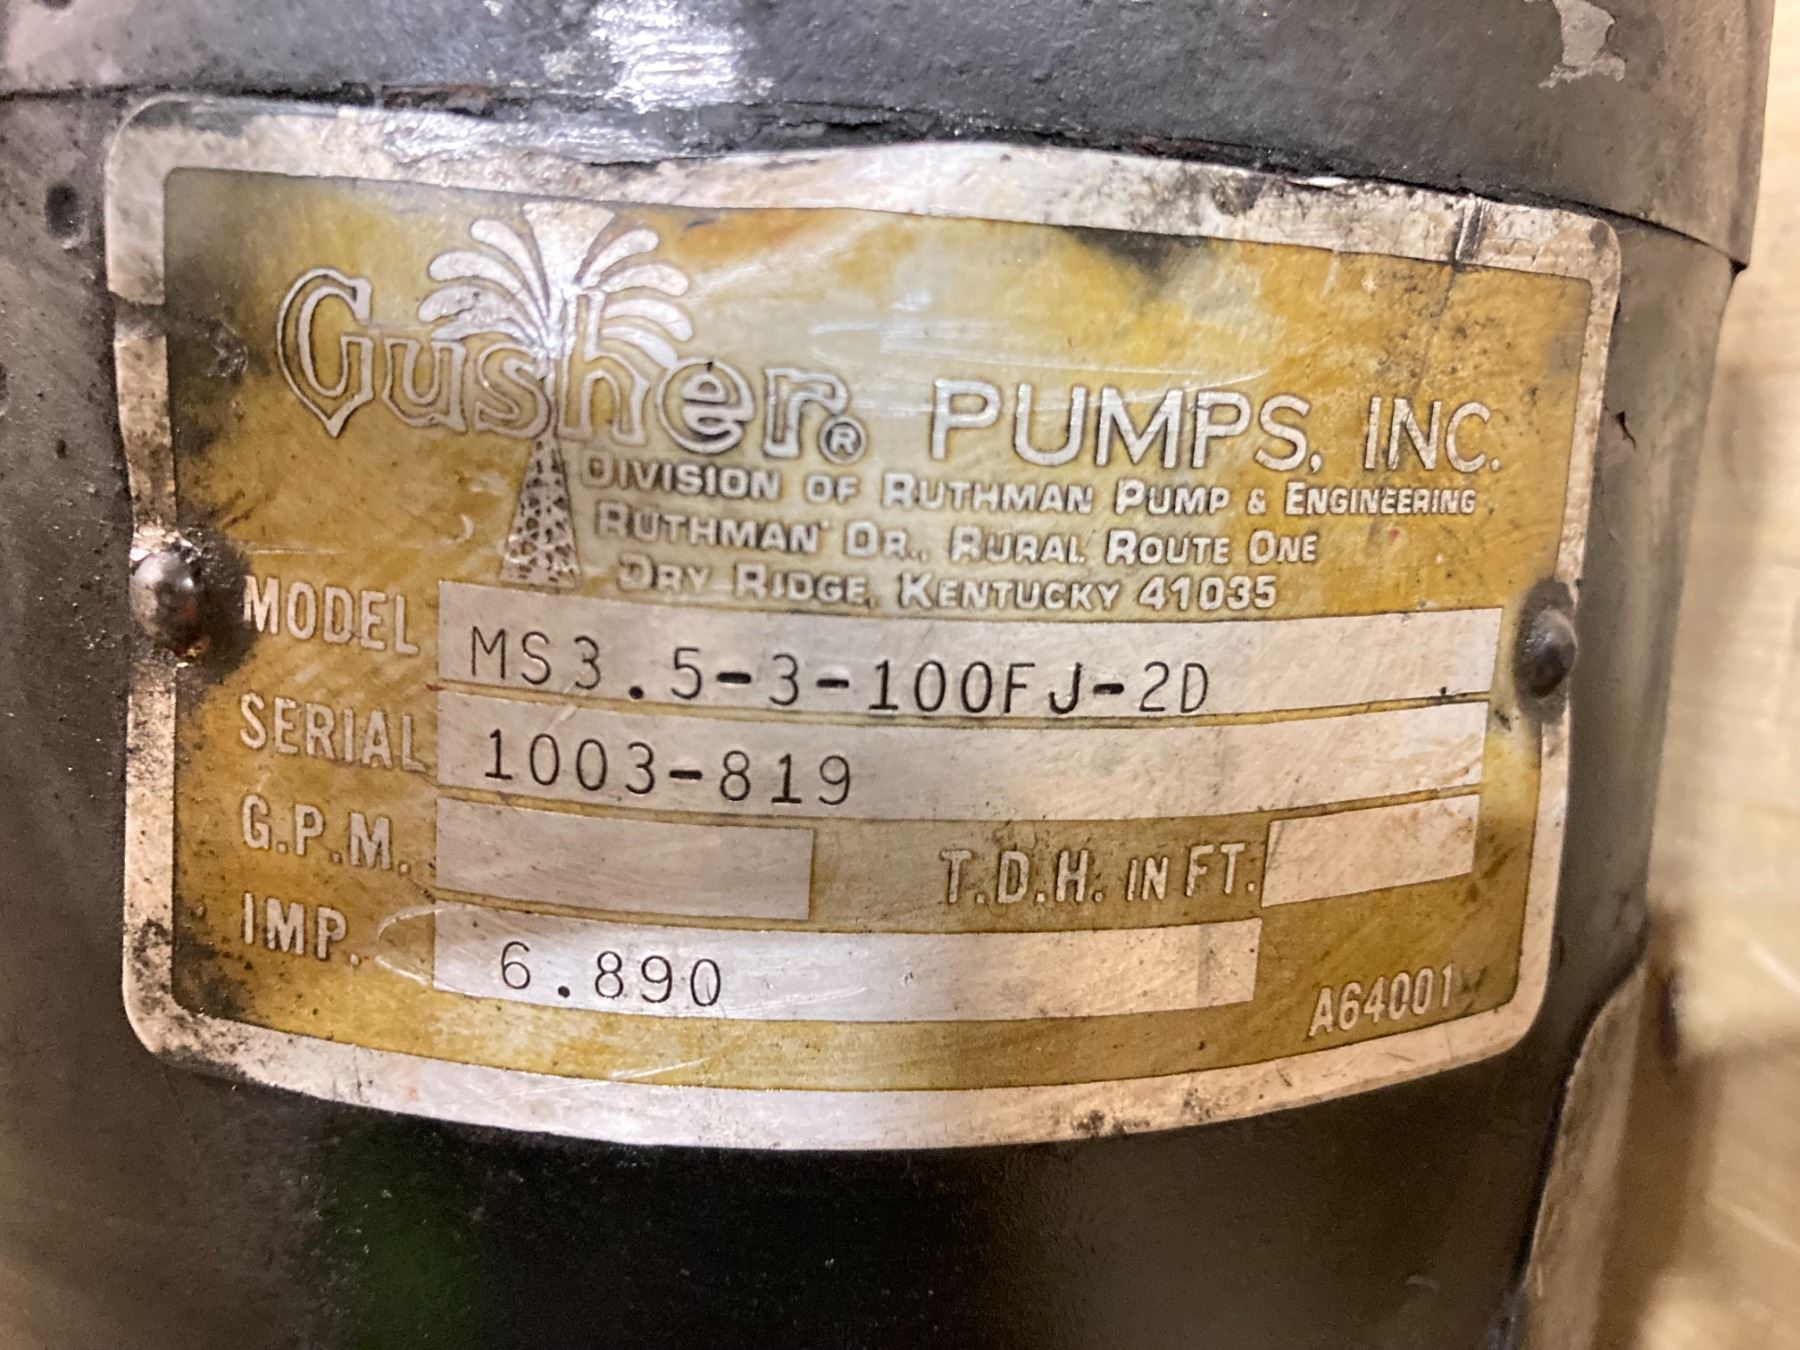 Gusher® PUMPS, INC.
DIVISION OF RUTHMAN PUMP & ENGINEERING
RUTHMAN DR., RURAL ROUTE ONE
DRY RIDGE, KENTUCKY 41035
MODEL MS3.5-3-100FJ-2D
SERIAL 1003-819
G.P.M. T.D.H. IN FT.
IMP. 6.890
A64001